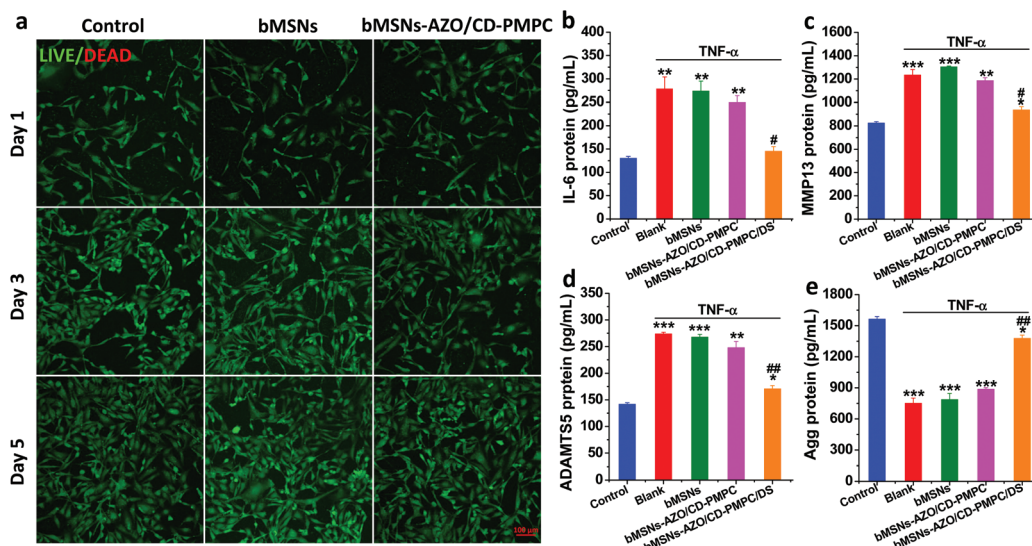 a
Control
bMSNs
bMSNs-AZO/CD-PMPC
LIVE/DEAD
Day 1
Day 3
Day 5
100 μm
b
TNF-α
IL-6 protein (pg/mL)
350
300
250
200
150
100
50
0
**
**
**
#
Control
Blank
bMSNs
bMSNs-AZO/CD-PMPC
bMSNs-AZO/CD-PMPC/DS
c
TNF-α
MMP13 protein (pg/mL)
1600
1400
1200
1000
800
600
400
200
0
***
***
**
#
*
Control
Blank
bMSNs
bMSNs-AZO/CD-PMPC
bMSNs-AZO/CD-PMPC/DS
d
TNF-α
ADAMTS5 prptein (pg/mL)
350
300
250
200
150
100
50
0
***
***
**
##
*
Control
Blank
bMSNs
bMSNs-AZO/CD-PMPC
bMSNs-AZO/CD-PMPC/DS
e
TNF-α
Agg protein (pg/mL)
1800
1500
1200
900
600
300
0
***
***
***
##
*
Control
Blank
bMSNs
bMSNs-AZO/CD-PMPC
bMSNs-AZO/CD-PMPC/DS